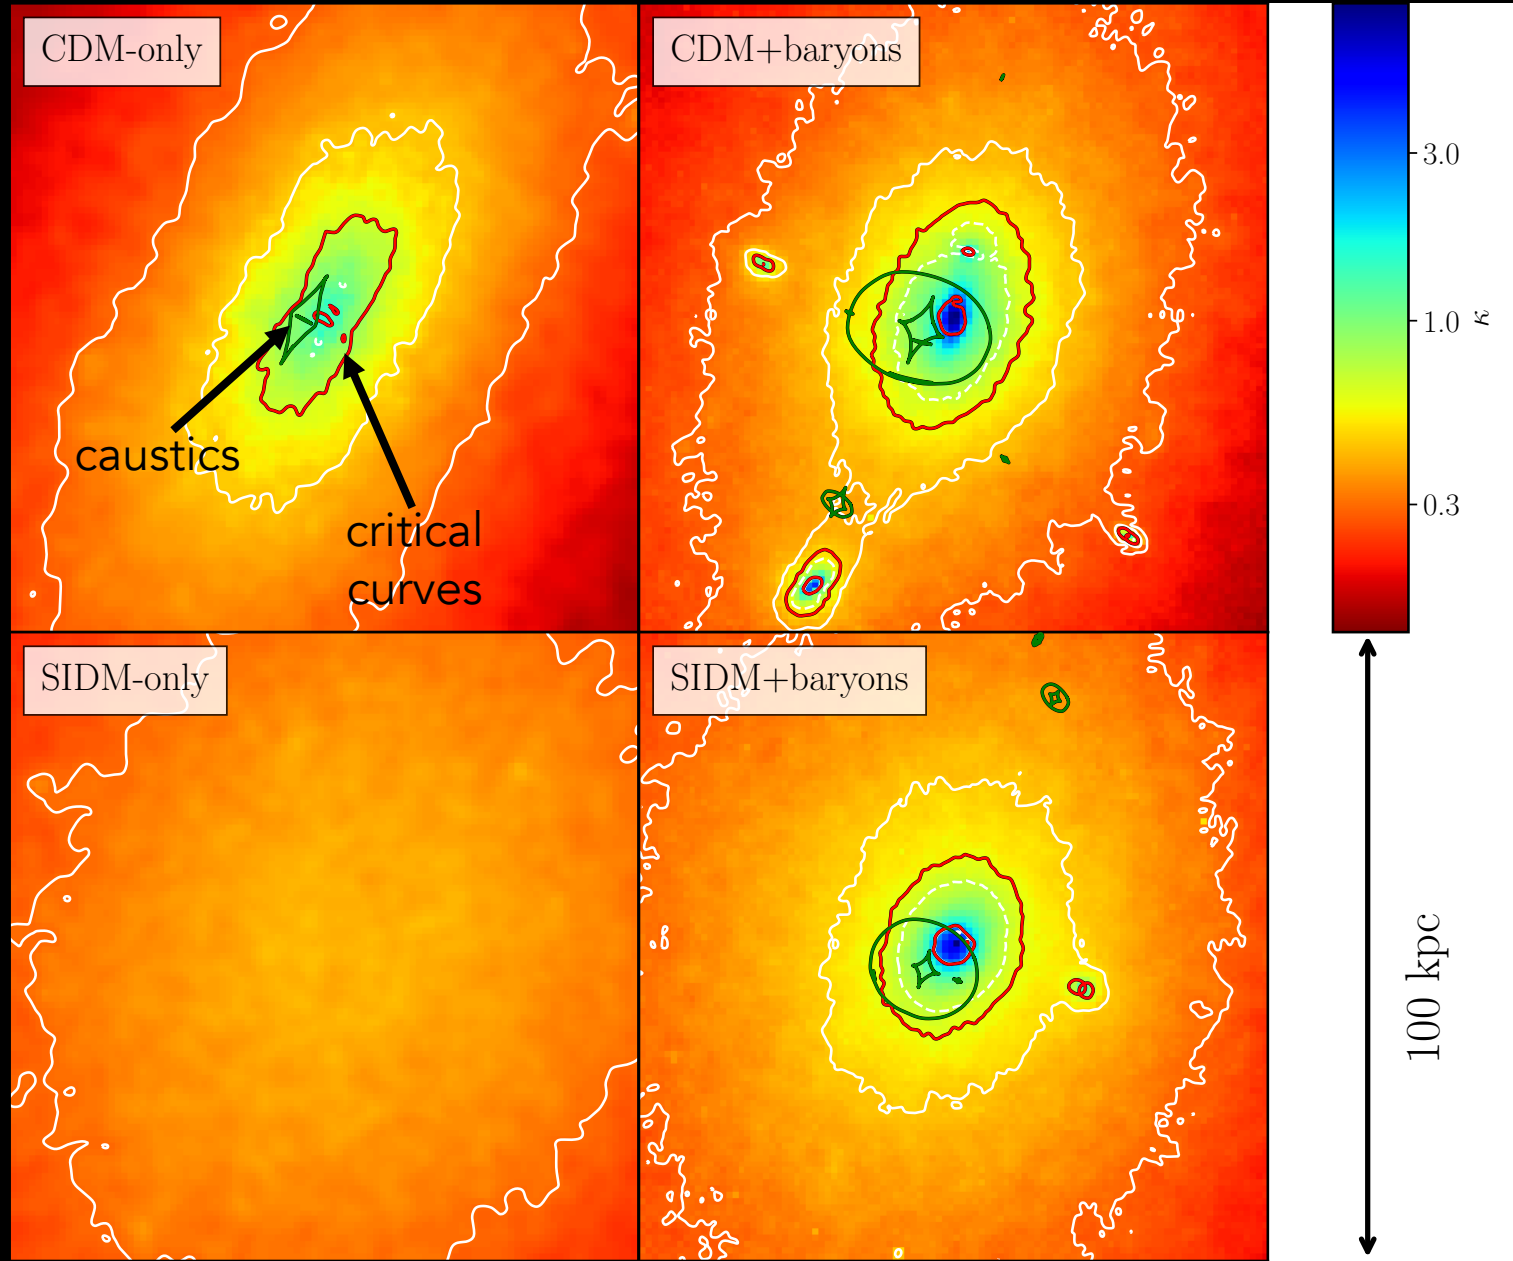 CDM-only
CDM+baryons
caustics
critical
curves
3.0
1.0
κ
0.3
SIDM-only
SIDM+baryons
100 kpc